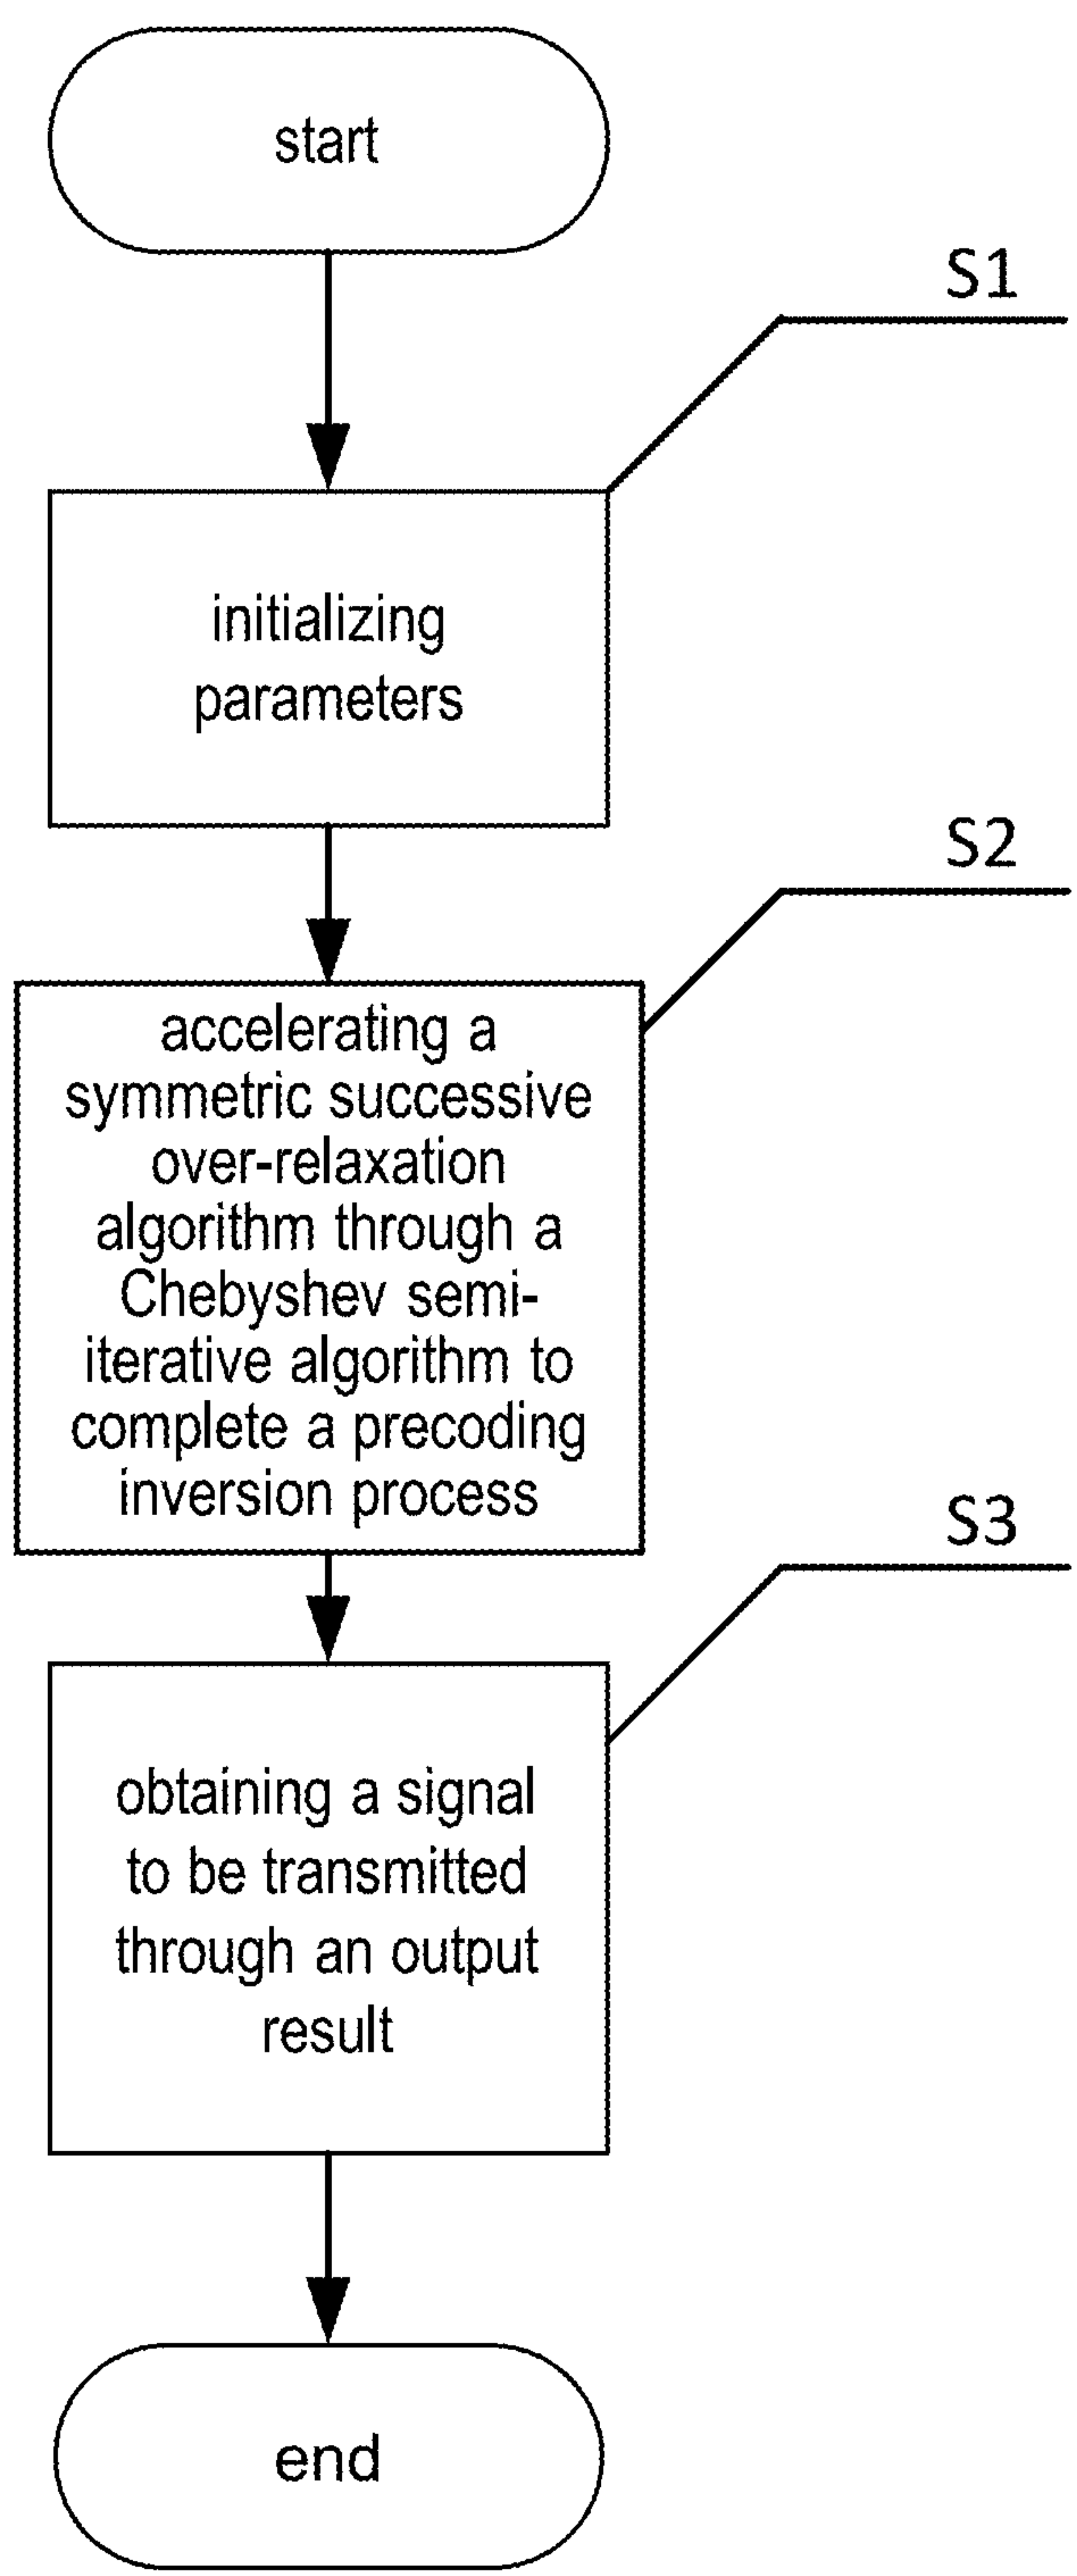 start
S1
initializing
parameters
S2
accelerating a
symmetric successive
over-relaxation
algorithm through a
Chebyshev semi-
iterative algorithm to
complete a precoding
inversion process
S3
obtaining a signal
to be transmitted
through an output
result
end